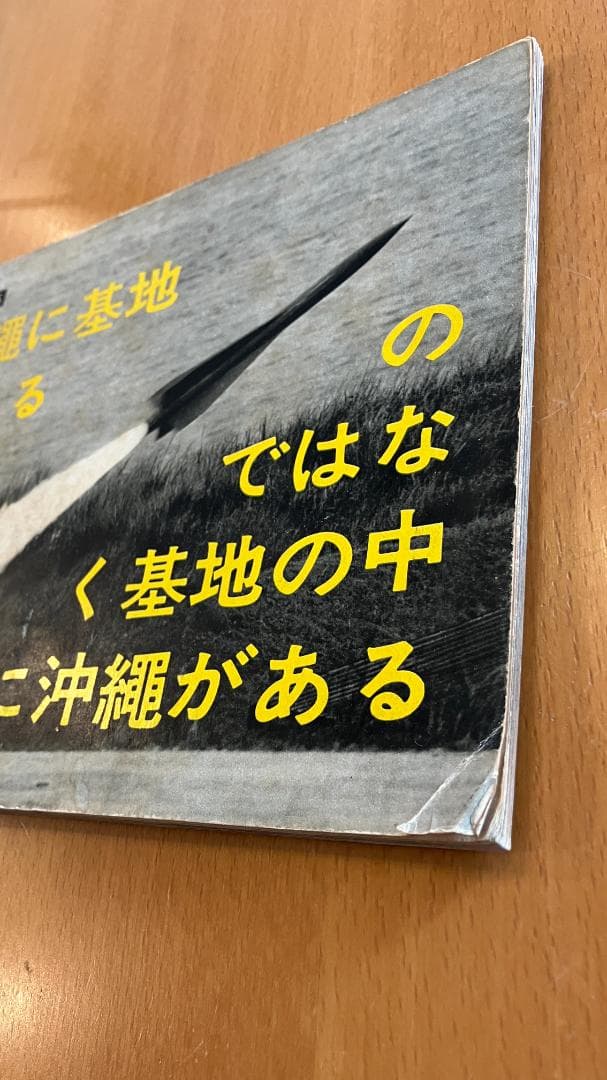 縄に基地
る
の
ではな
く基地の中
に沖縄がある